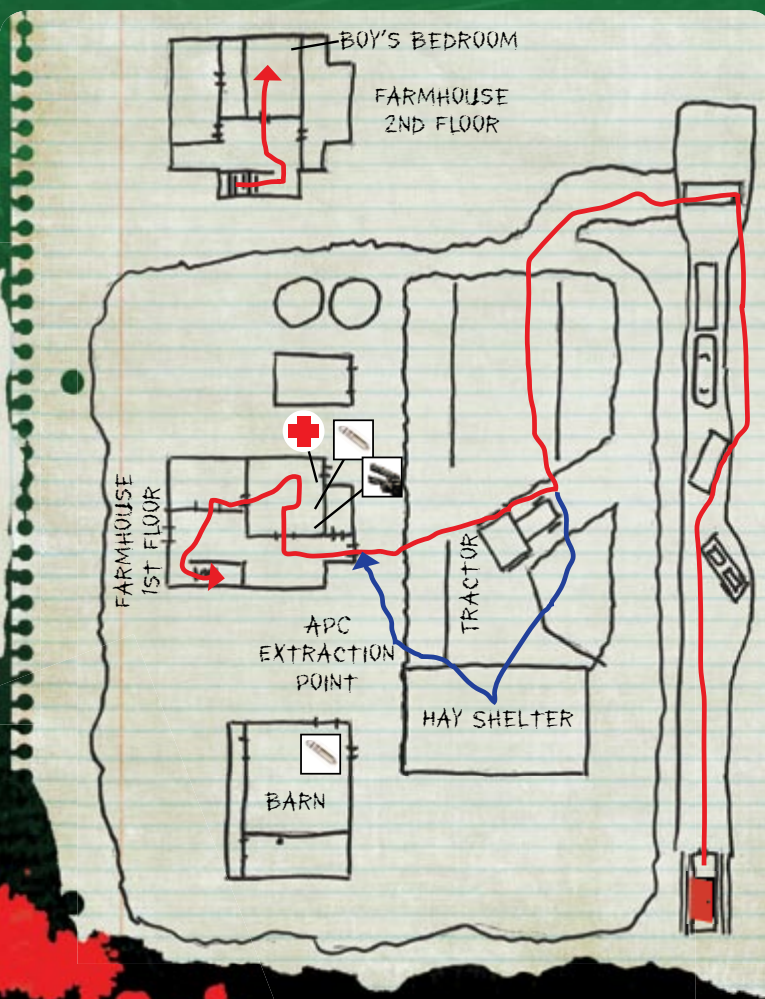 BOY'S BEDROOM
FARMHOUSE
2ND FLOOR
FARMHOUSE
1ST FLOOR
TRACTOR
APC
EXTRACTION
POINT
HAY SHELTER
BARN